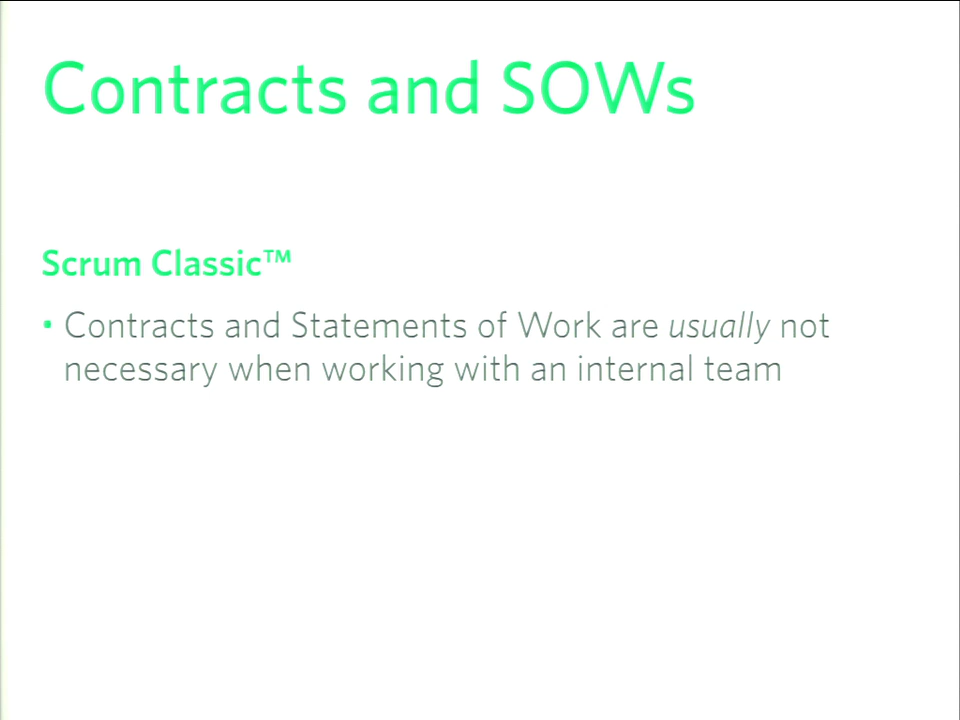 Contracts and SOWs
Scrum Classic™
• Contracts and Statements of Work are usually not
necessary when working with an internal team